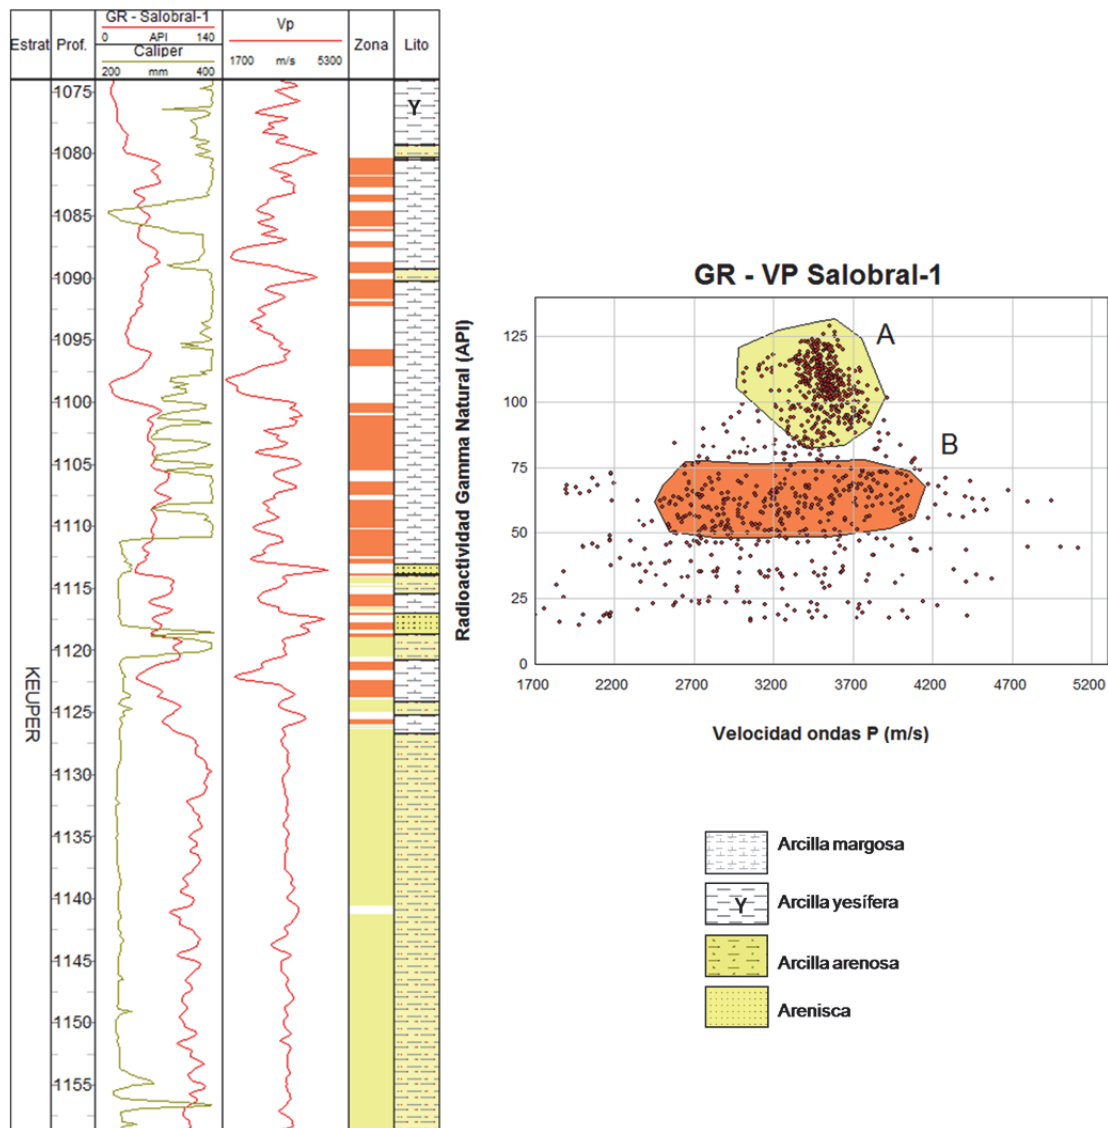 GR - Salobral-1
0 API 140
Caliper
200 mm 400
Vp
1700 m/s 5300
Estrat
Prof.
Zona
Lito
1075
1080
1085
1090
1095
1100
1105
1110
1115
1120
1125
1130
1135
1140
1145
1150
1155
KEUPER
Y
GR - VP Salobral-1
Radioactividad Gamma Natural (API)
125
100
75
50
25
0
A
B
1700 2200 2700 3200 3700 4200 4700 5200
Velocidad ondas P (m/s)
Arcilla margosa
Y
Arcilla yesífera
Arcilla arenosa
Arenisca